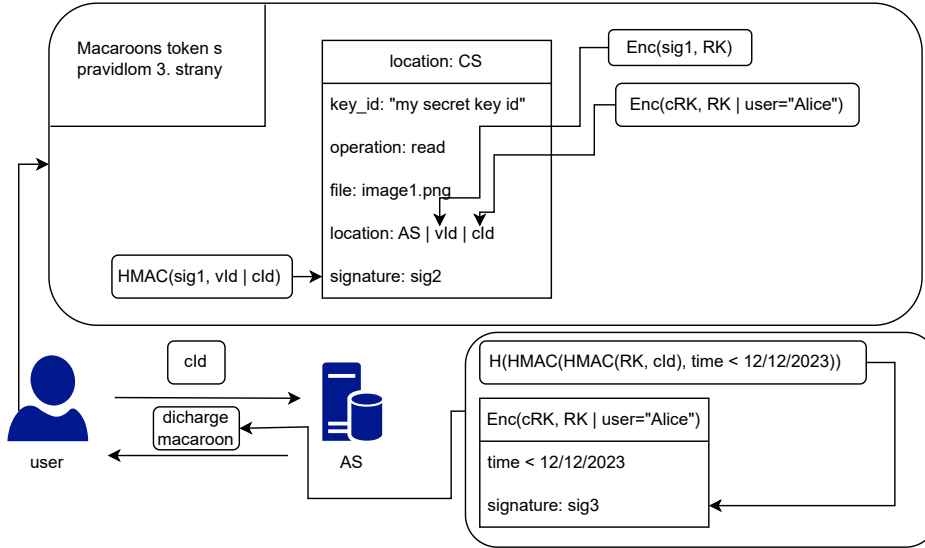 Macaroons token s
pravidlom 3. strany
location: CS
key_id: "my secret key id"
operation: read
file: image1.png
location: AS | vId | cId
signature: sig2
Enc(sig1, RK)
Enc(cRK, RK | user="Alice")
HMAC(sig1, vId | cId)
cId
dicharge
macaroon
user
AS
H(HMAC(HMAC(RK, cId), time < 12/12/2023))
Enc(cRK, RK | user="Alice")
time < 12/12/2023
signature: sig3